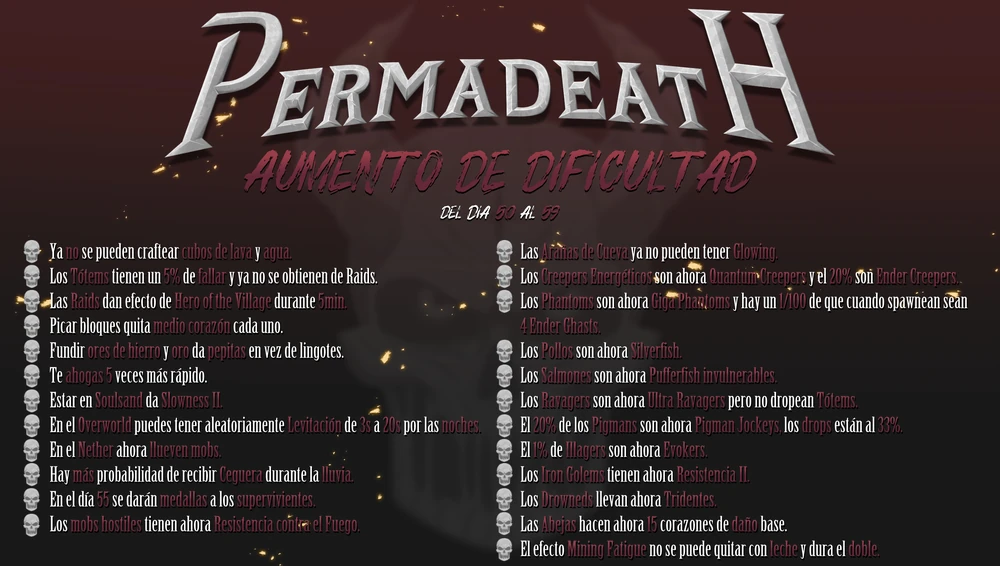 PERMADEATH
AUMENTO DE DIFICULTAD
DEL DIA 50 AL 59
Ya no se pueden craftear cubos de lava y agua.
Los Tótems tienen un 5% de fallar y ya no se obtienen de Raids.
Las Raids dan efecto de Hero of the Village durante 5min.
Picar bloques quita medio corazón cada uno.
Fundir ores de hierro y oro da pepitas en vez de lingotes.
Te ahogas 5 veces más rápido.
Estar en Soulsand da Slowness II.
En el Overworld puedes tener aleatoriamente Levitación de 3s a 20s por las noches.
En el Nether ahora llueven mobs.
Hay más probabilidad de recibir Ceguera durante la lluvia.
En el día 55 se darán medallas a los supervivientes.
Los mobs hostiles tienen ahora Resistencia contra el Fuego.
Las Arañas de Cueva ya no pueden tener Glowing.
Los Creepers Energéticos son ahora Quantum Creepers y el 20% son Ender Creepers.
Los Phantoms son ahora Giga Phantoms y hay un 1/100 de que cuando spawnean sean
4 Ender Ghasts.
Los Pollos son ahora Silverfish.
Los Salmones son ahora Pufferfish invulnerables.
Los Ravagers son ahora Ultra Ravagers pero no dropean Tótems.
El 20% de los Pigmans son ahora Pigman Jockeys, los drops están al 33%.
El 1% de Illagers son ahora Evokers.
Los Iron Golems tienen ahora Resistencia II.
Los Drowneds llevan ahora Tridentes.
Las Abejas hacen ahora 15 corazones de daño base.
El efecto Mining Fatigue no se puede quitar con leche y dura el doble.